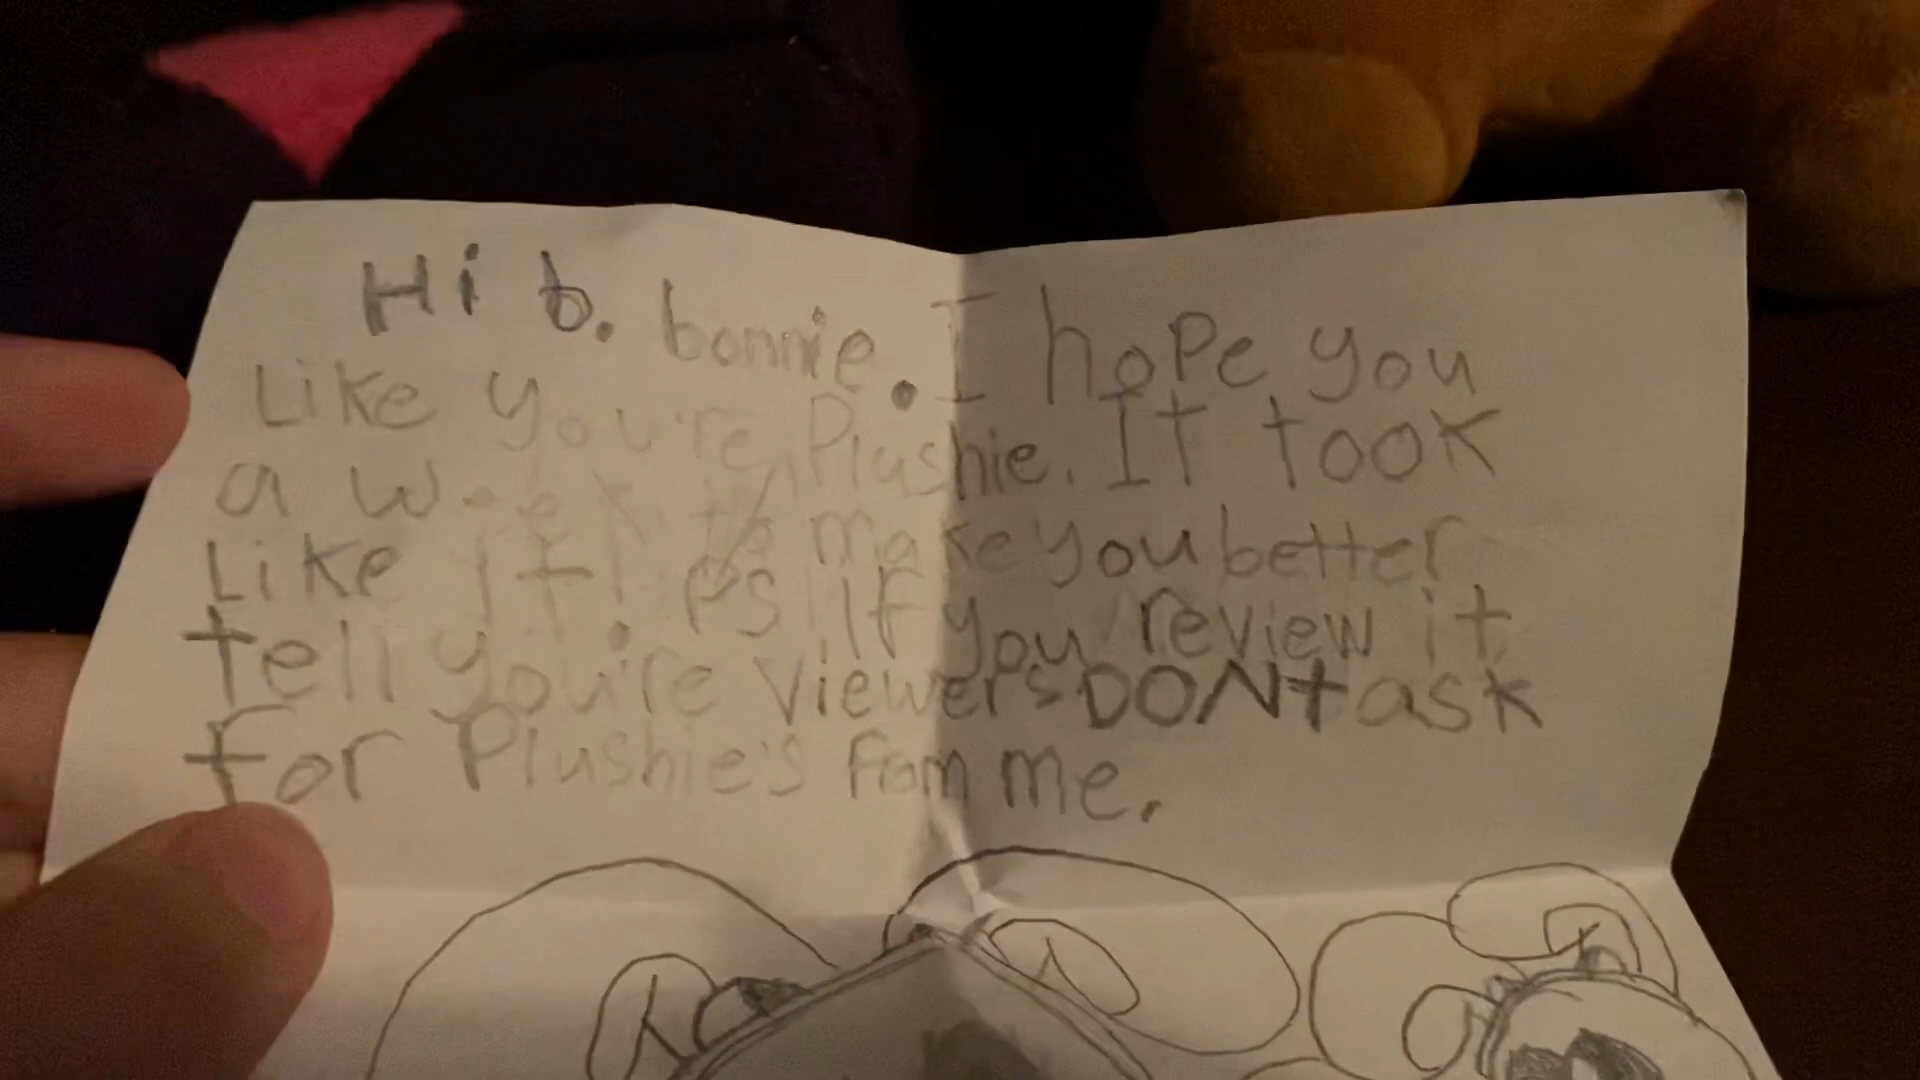 Hi b. bonnie. I hope you
Like you're Plushie. It took
a week to make you better
Like it! PS If you review it
tell you're viewers DONt ask
for Plushie's from me.